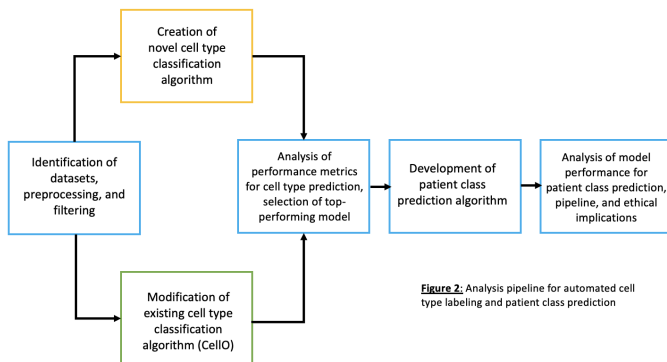 Creation of
novel cell type
classification
algorithm
Identification of
datasets,
preprocessing, and
filtering
Analysis of
performance metrics
for cell type prediction,
selection of top-
performing model
Development of
patient class
prediction algorithm
Analysis of model
performance for
patient class prediction,
pipeline, and ethical
implications
Modification of
existing cell type
classification
algorithm (CellO)
Figure 2: Analysis pipeline for automated cell
type labeling and patient class prediction